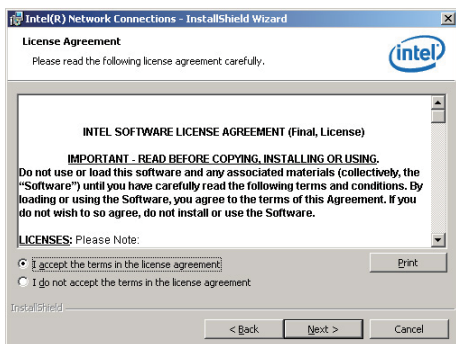 Intel(R) Network Connections - InstallShield Wizard
License Agreement
Please read the following license agreement carefully.
intel
INTEL SOFTWARE LICENSE AGREEMENT (Final, License)
IMPORTANT - READ BEFORE COPYING, INSTALLING OR USING.
Do not use or load this software and any associated materials (collectively, the
"Software") until you have carefully read the following terms and conditions. By
loading or using the Software, you agree to the terms of this Agreement. If you
do not wish to so agree, do not install or use the Software.
LICENSES: Please Note:
I accept the terms in the license agreement
Print
I do not accept the terms in the license agreement
InstallShield
< Back
Next >
Cancel